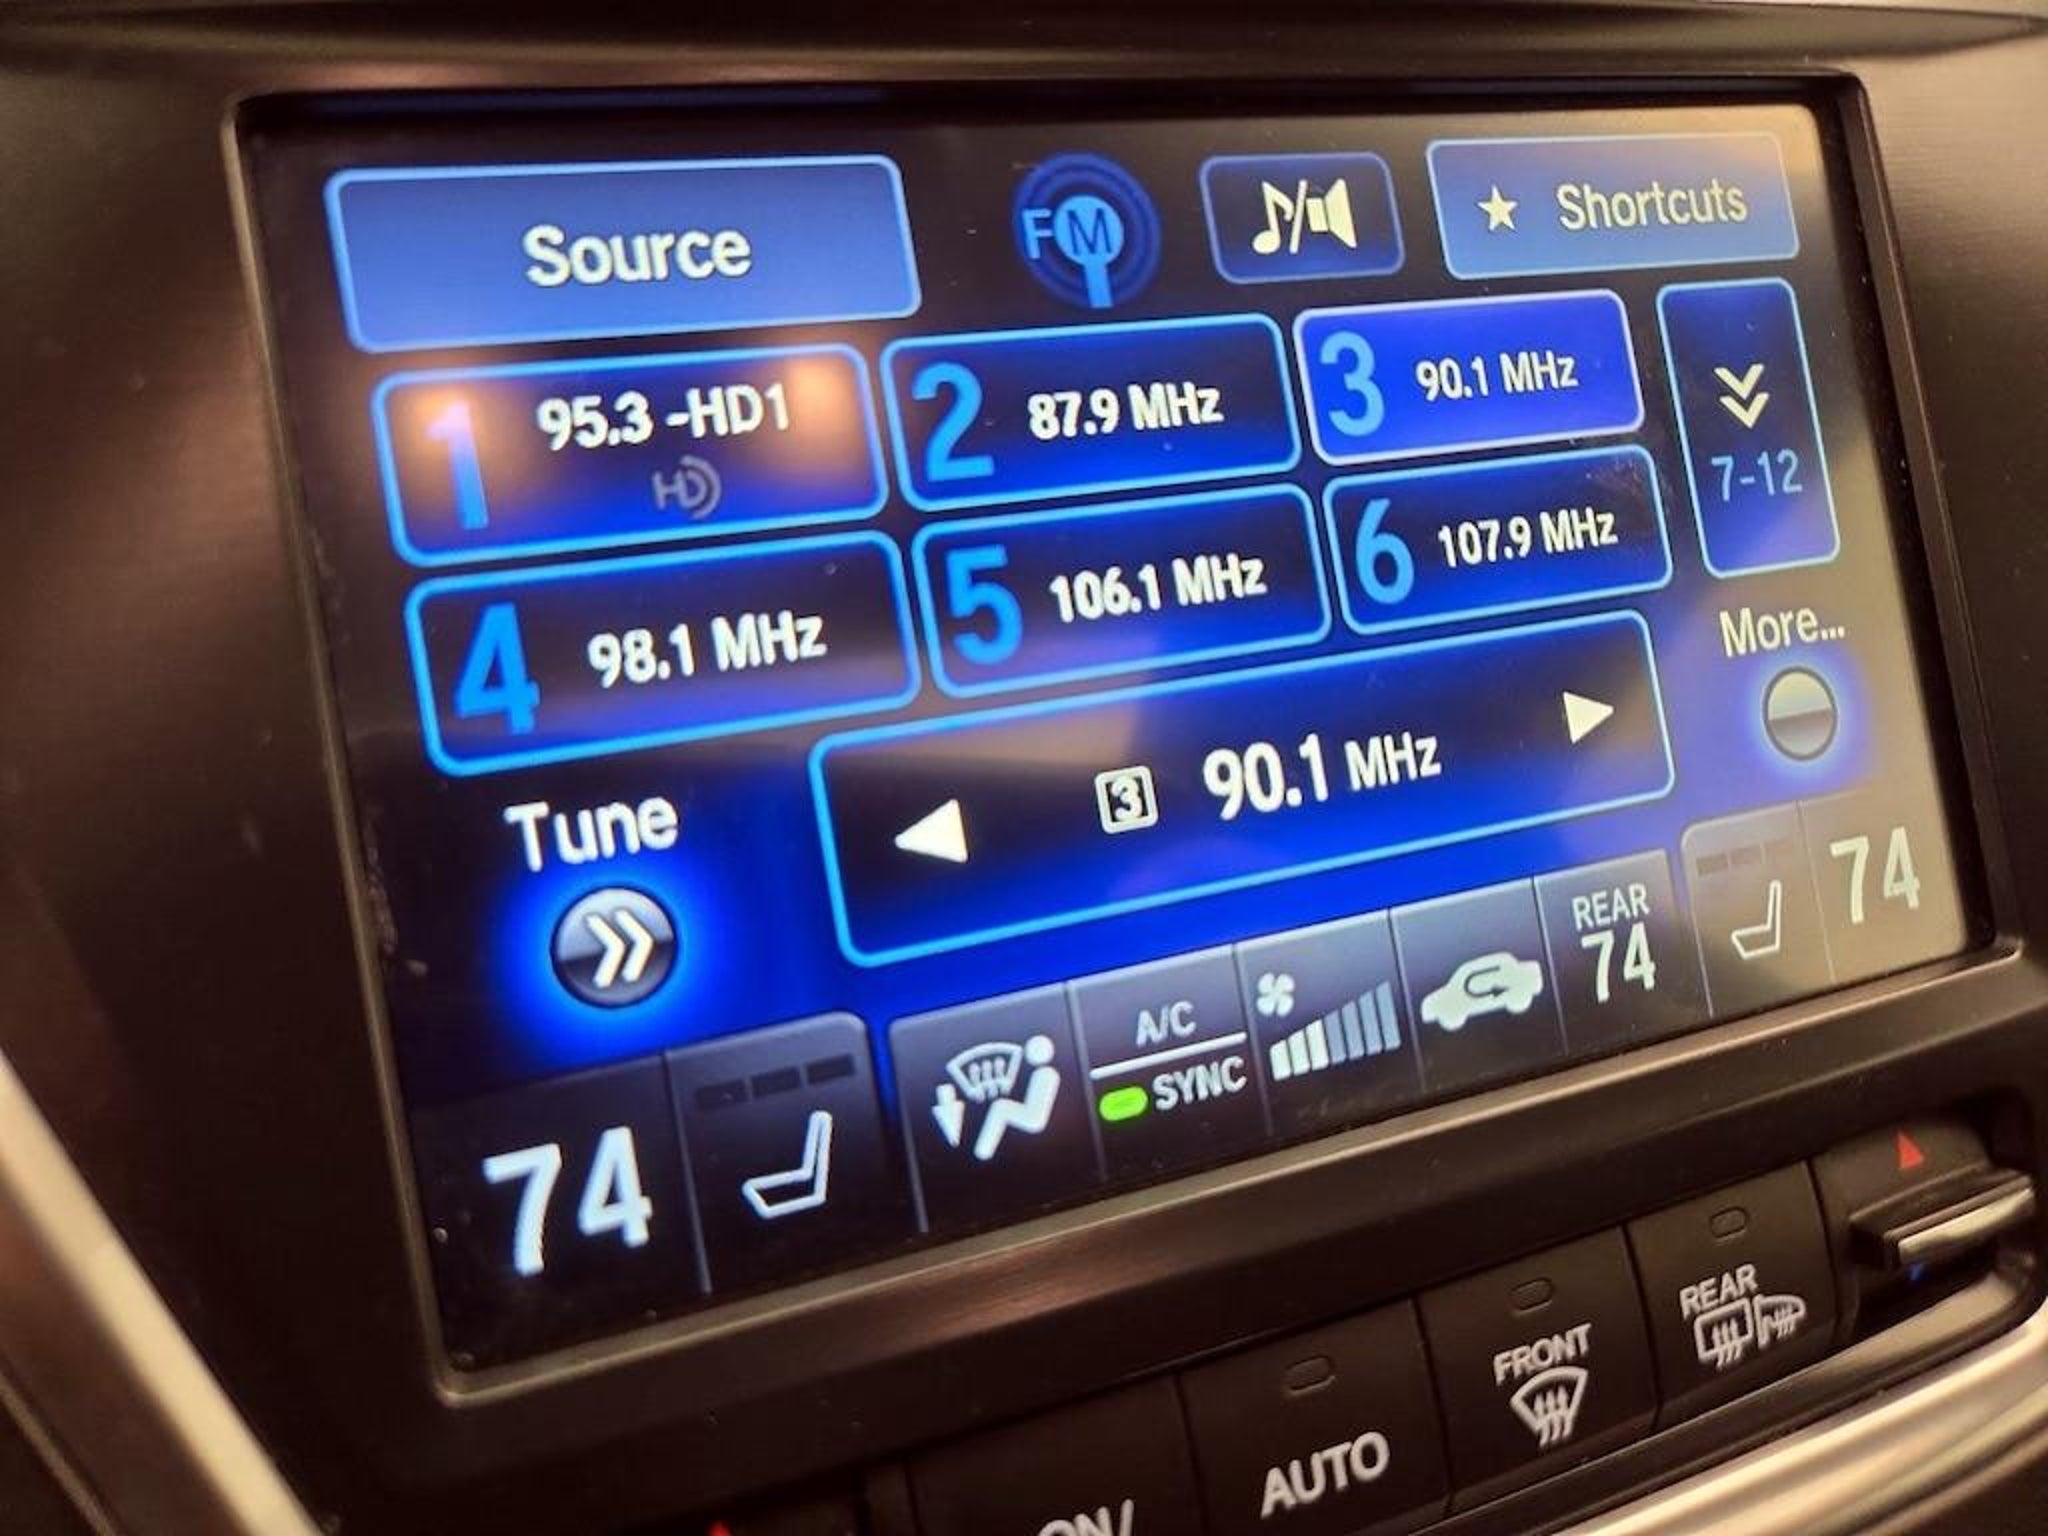 Source
FM
Shortcuts
1 95.3 -HD1
HD
2 87.9 MHz
3 90.1 MHz
7-12
4 98.1 MHz
5 106.1 MHz
6 107.9 MHz
More...
Tune
3 90.1 MHz
74
A/C
SYNC
REAR
74
74
ON/
AUTO
FRONT
REAR